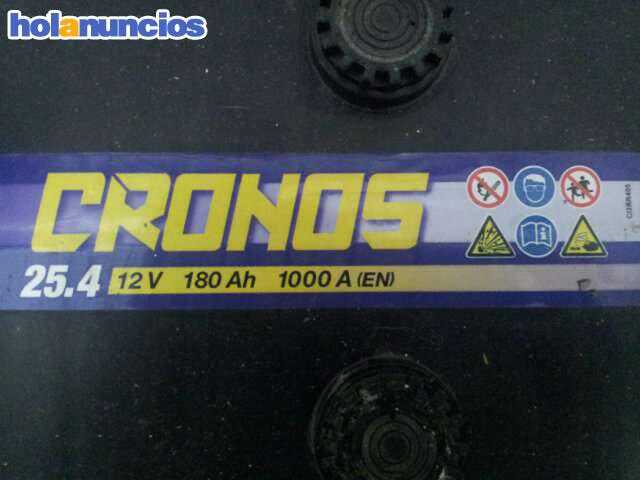 holanuncios
CRONOS
25.4 12 V 180 Ah 1000 A (EN)